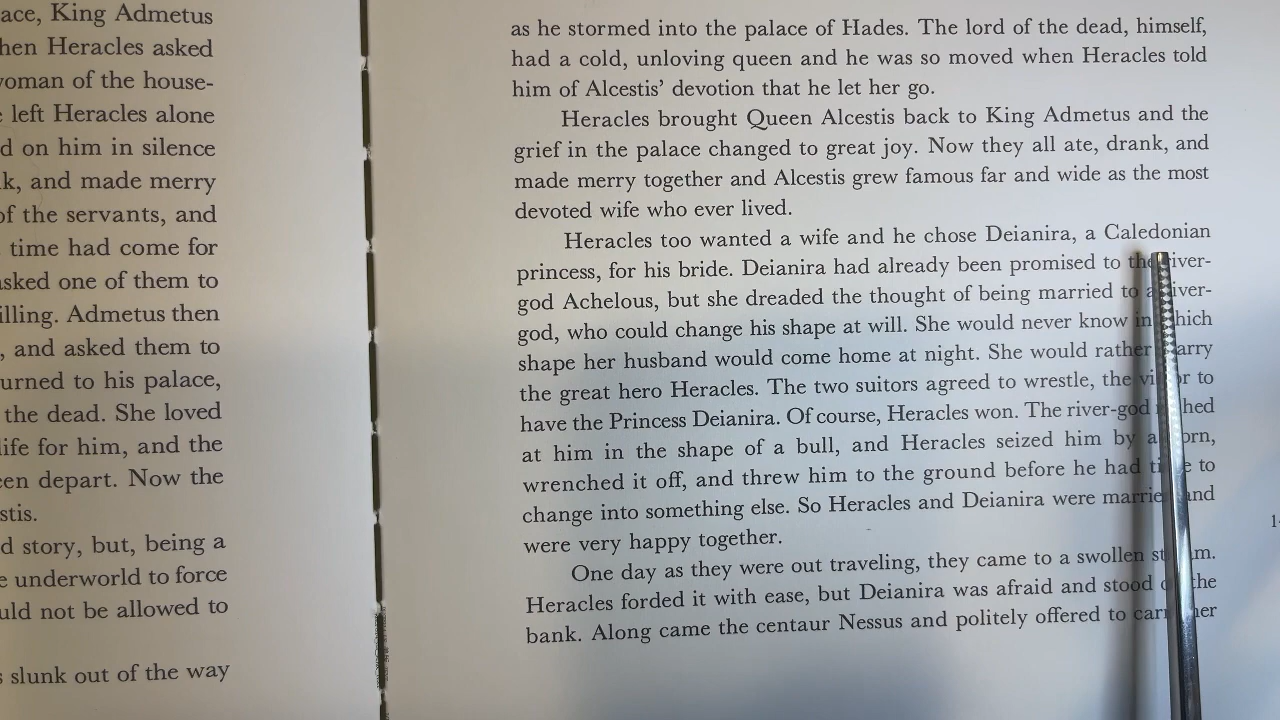 ace, King Admetus
hen Heracles asked
woman of the house-
left Heracles alone
d on him in silence
k, and made merry
of the servants, and
time had come for
asked one of them to
illing. Admetus then
, and asked them to
urned to his palace,
the dead. She loved
life for him, and the
en depart. Now the
stis.
d story, but, being a
e underworld to force
uld not be allowed to
s slunk out of the way
as he stormed into the palace of Hades. The lord of the dead, himself,
had a cold, unloving queen and he was so moved when Heracles told
him of Alcestis’ devotion that he let her go.
Heracles brought Queen Alcestis back to King Admetus and the
grief in the palace changed to great joy. Now they all ate, drank, and
made merry together and Alcestis grew famous far and wide as the most
devoted wife who ever lived.
Heracles too wanted a wife and he chose Deianira, a Caledonian
princess, for his bride. Deianira had already been promised to the river-
god Achelous, but she dreaded the thought of being married to a river-
god, who could change his shape at will. She would never know in which
shape her husband would come home at night. She would rather marry
the great hero Heracles. The two suitors agreed to wrestle, the to
have the Princess Deianira. Of course, Heracles won. The river-god
at him in the shape of a bull, and Heracles seized him by a horn,
wrenched it off, and threw him to the ground before he had time to
change into something else. So Heracles and Deianira were married and
were very happy together.
One day as they were out traveling, they came to a swollen
Heracles forded it with ease, but Deianira was afraid and stood the
bank. Along came the centaur Nessus and politely offered to carry her